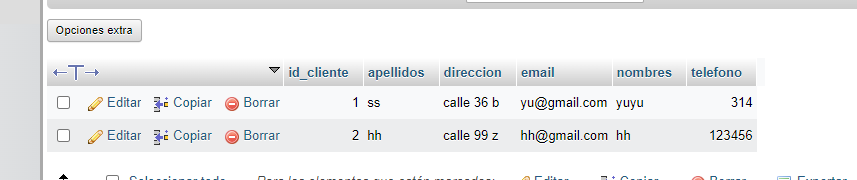 Opciones extra
id_cliente apellidos direccion email nombres telefono
Editar Copiar Borrar 1 ss calle 36 b yu@gmail.com yuyu 314
Editar Copiar Borrar 2 hh calle 99 z hh@gmail.com hh 123456
Seleccionar todo Para los elementos que están marcados: Editar Copiar Borrar Exportar